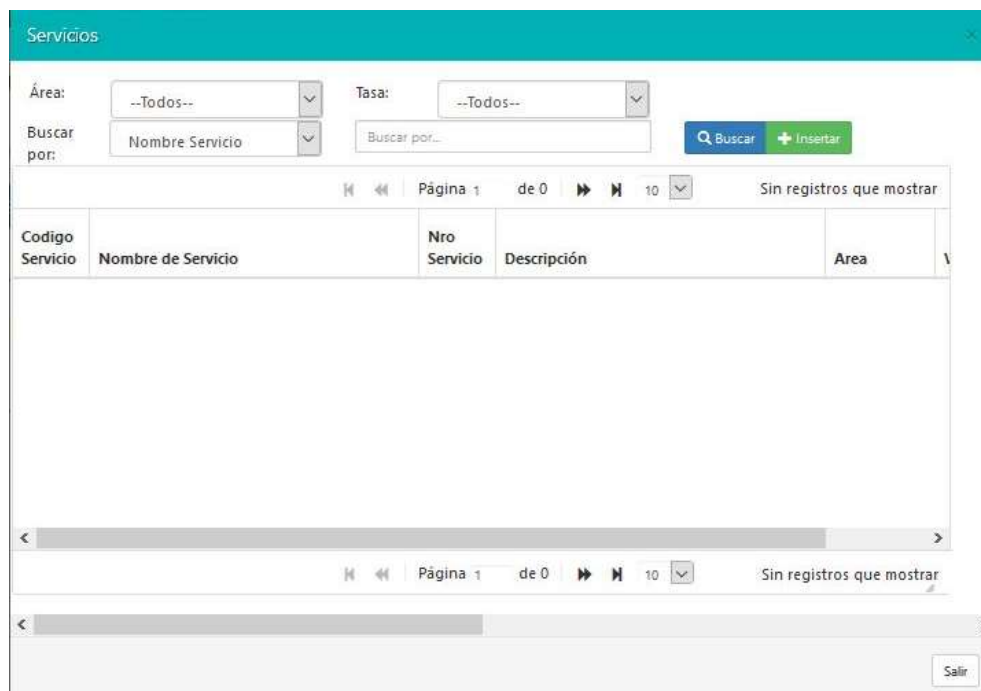 Servicios
Área: --Todos-- Tasa: --Todos--
Buscar por: Nombre Servicio Buscar por... Buscar Insertar
Página 1 de 0 10 Sin registros que mostrar
Codigo Servicio Nombre de Servicio Nro Servicio Descripción Area
Página 1 de 0 10 Sin registros que mostrar
Salir